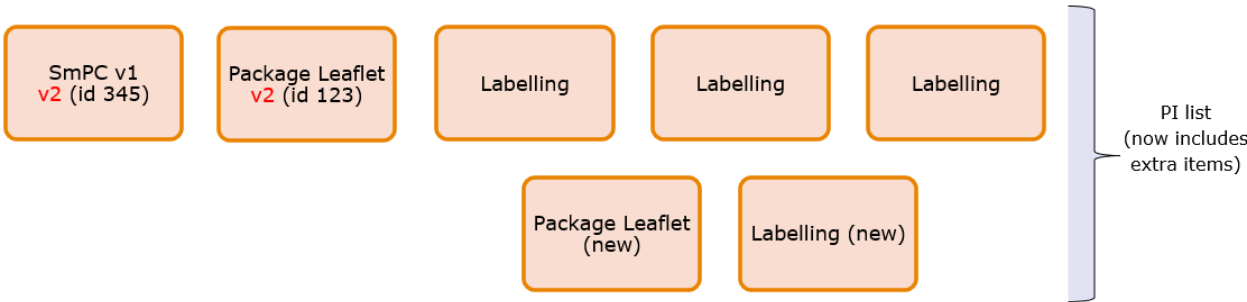 SmPC v1
v2 (id 345)
Package Leaflet
v2 (id 123)
Labelling
Labelling
Labelling
PI list
(now includes
extra items)
Package Leaflet
(new)
Labelling (new)